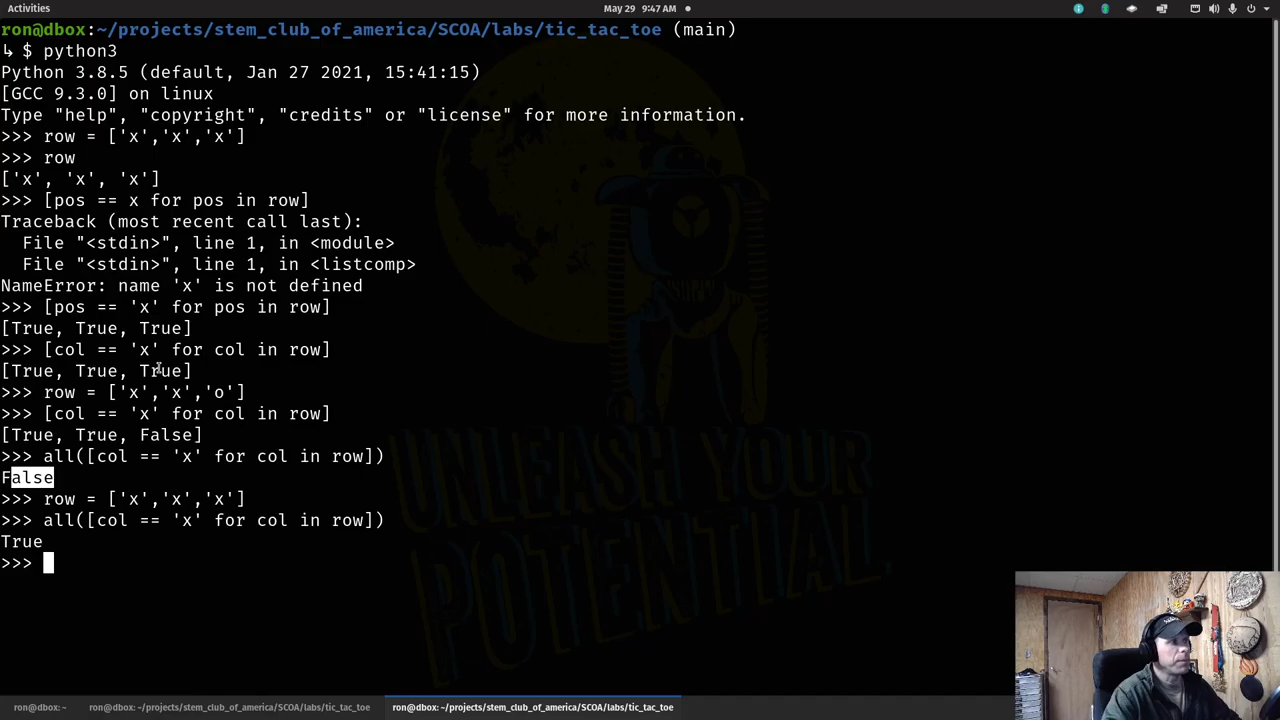 Activities
May 29 9:47 AM
ron@dbox:~/projects/stem_club_of_america/SCOA/labs/tic_tac_toe (main)
↳ $ python3
Python 3.8.5 (default, Jan 27 2021, 15:41:15)
[GCC 9.3.0] on linux
Type "help", "copyright", "credits" or "license" for more information.
>>> row = ['x','x','x']
>>> row
['x', 'x', 'x']
>>> [pos == x for pos in row]
Traceback (most recent call last):
  File "<stdin>", line 1, in <module>
  File "<stdin>", line 1, in <listcomp>
NameError: name 'x' is not defined
>>> [pos == 'x' for pos in row]
[True, True, True]
>>> [col == 'x' for col in row]
[True, True, True]
>>> row = ['x','x','o']
>>> [col == 'x' for col in row]
[True, True, False]
>>> all([col == 'x' for col in row])
False
>>> row = ['x','x','x']
>>> all([col == 'x' for col in row])
True
>>>
UNLEASH YOUR
POTENTIAL
ron@dbox: ~
ron@dbox: ~/projects/stem_club_of_america/SCOA/labs/tic_tac_toe
ron@dbox: ~/projects/stem_club_of_america/SCOA/labs/tic_tac_toe